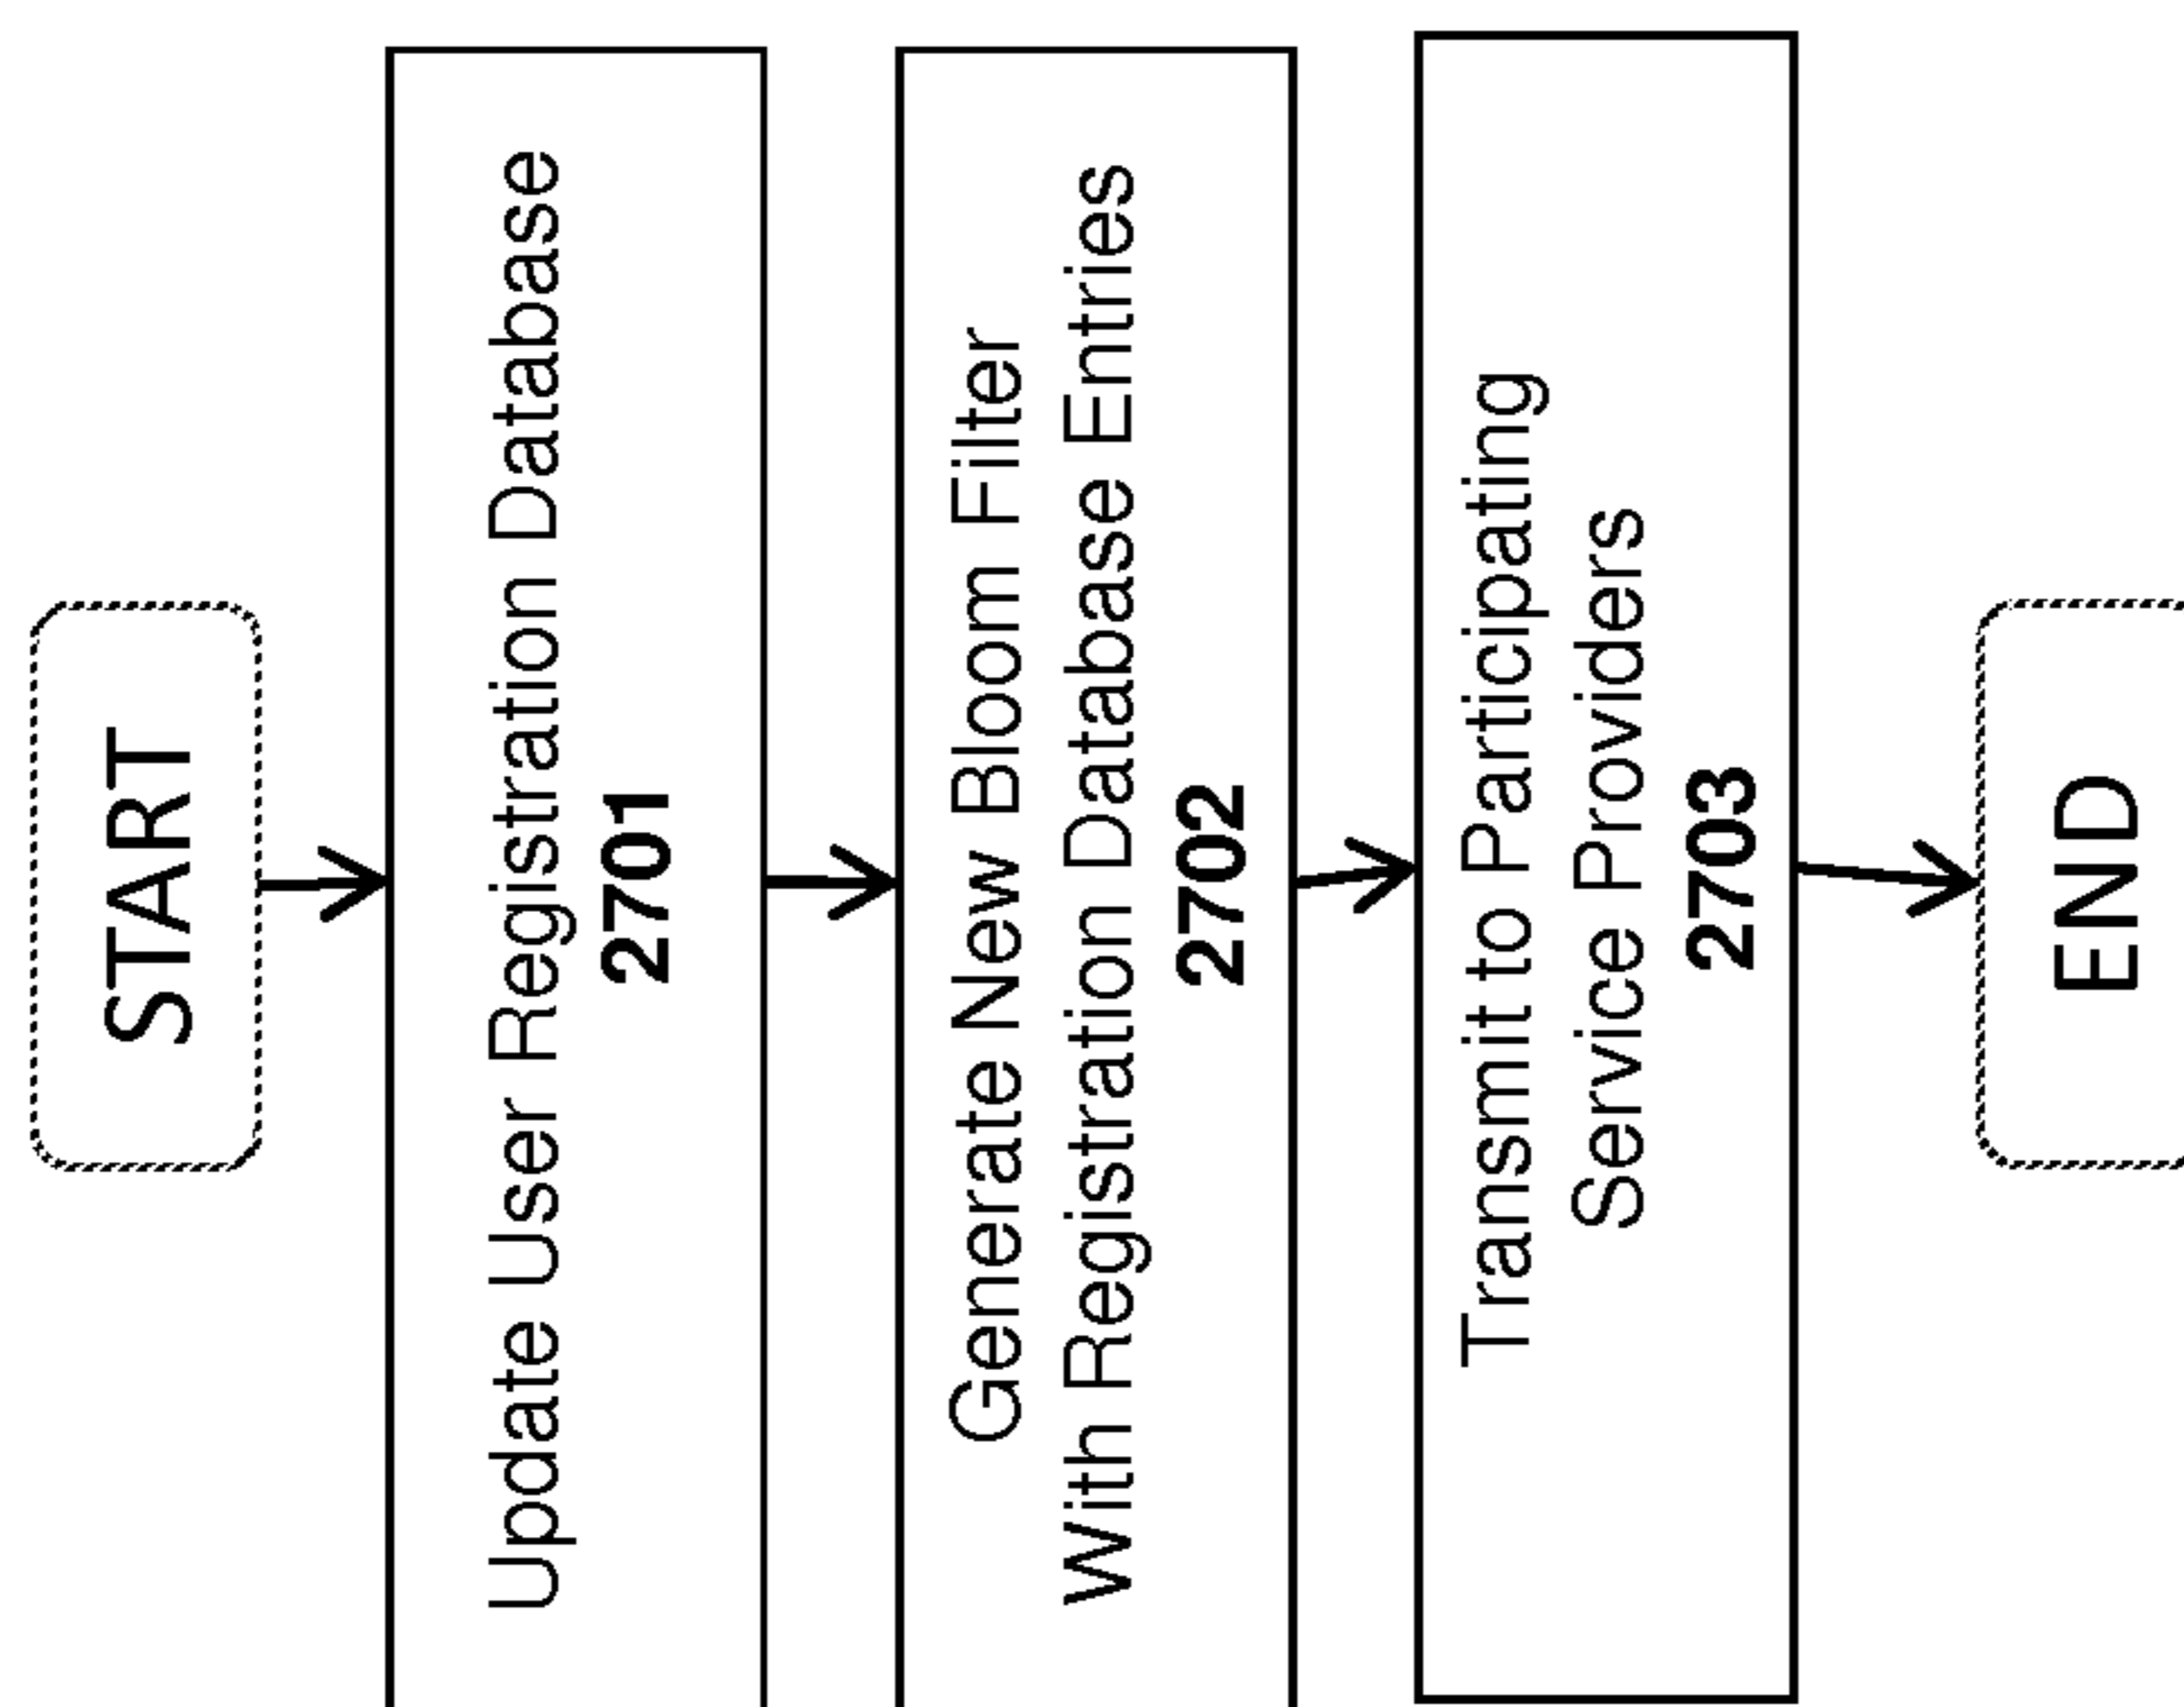 START
Update User Registration Database
2701
Generate New Bloom Filter
With Registration Database Entries
2702
Transmit to Participating
Service Providers
2703
END